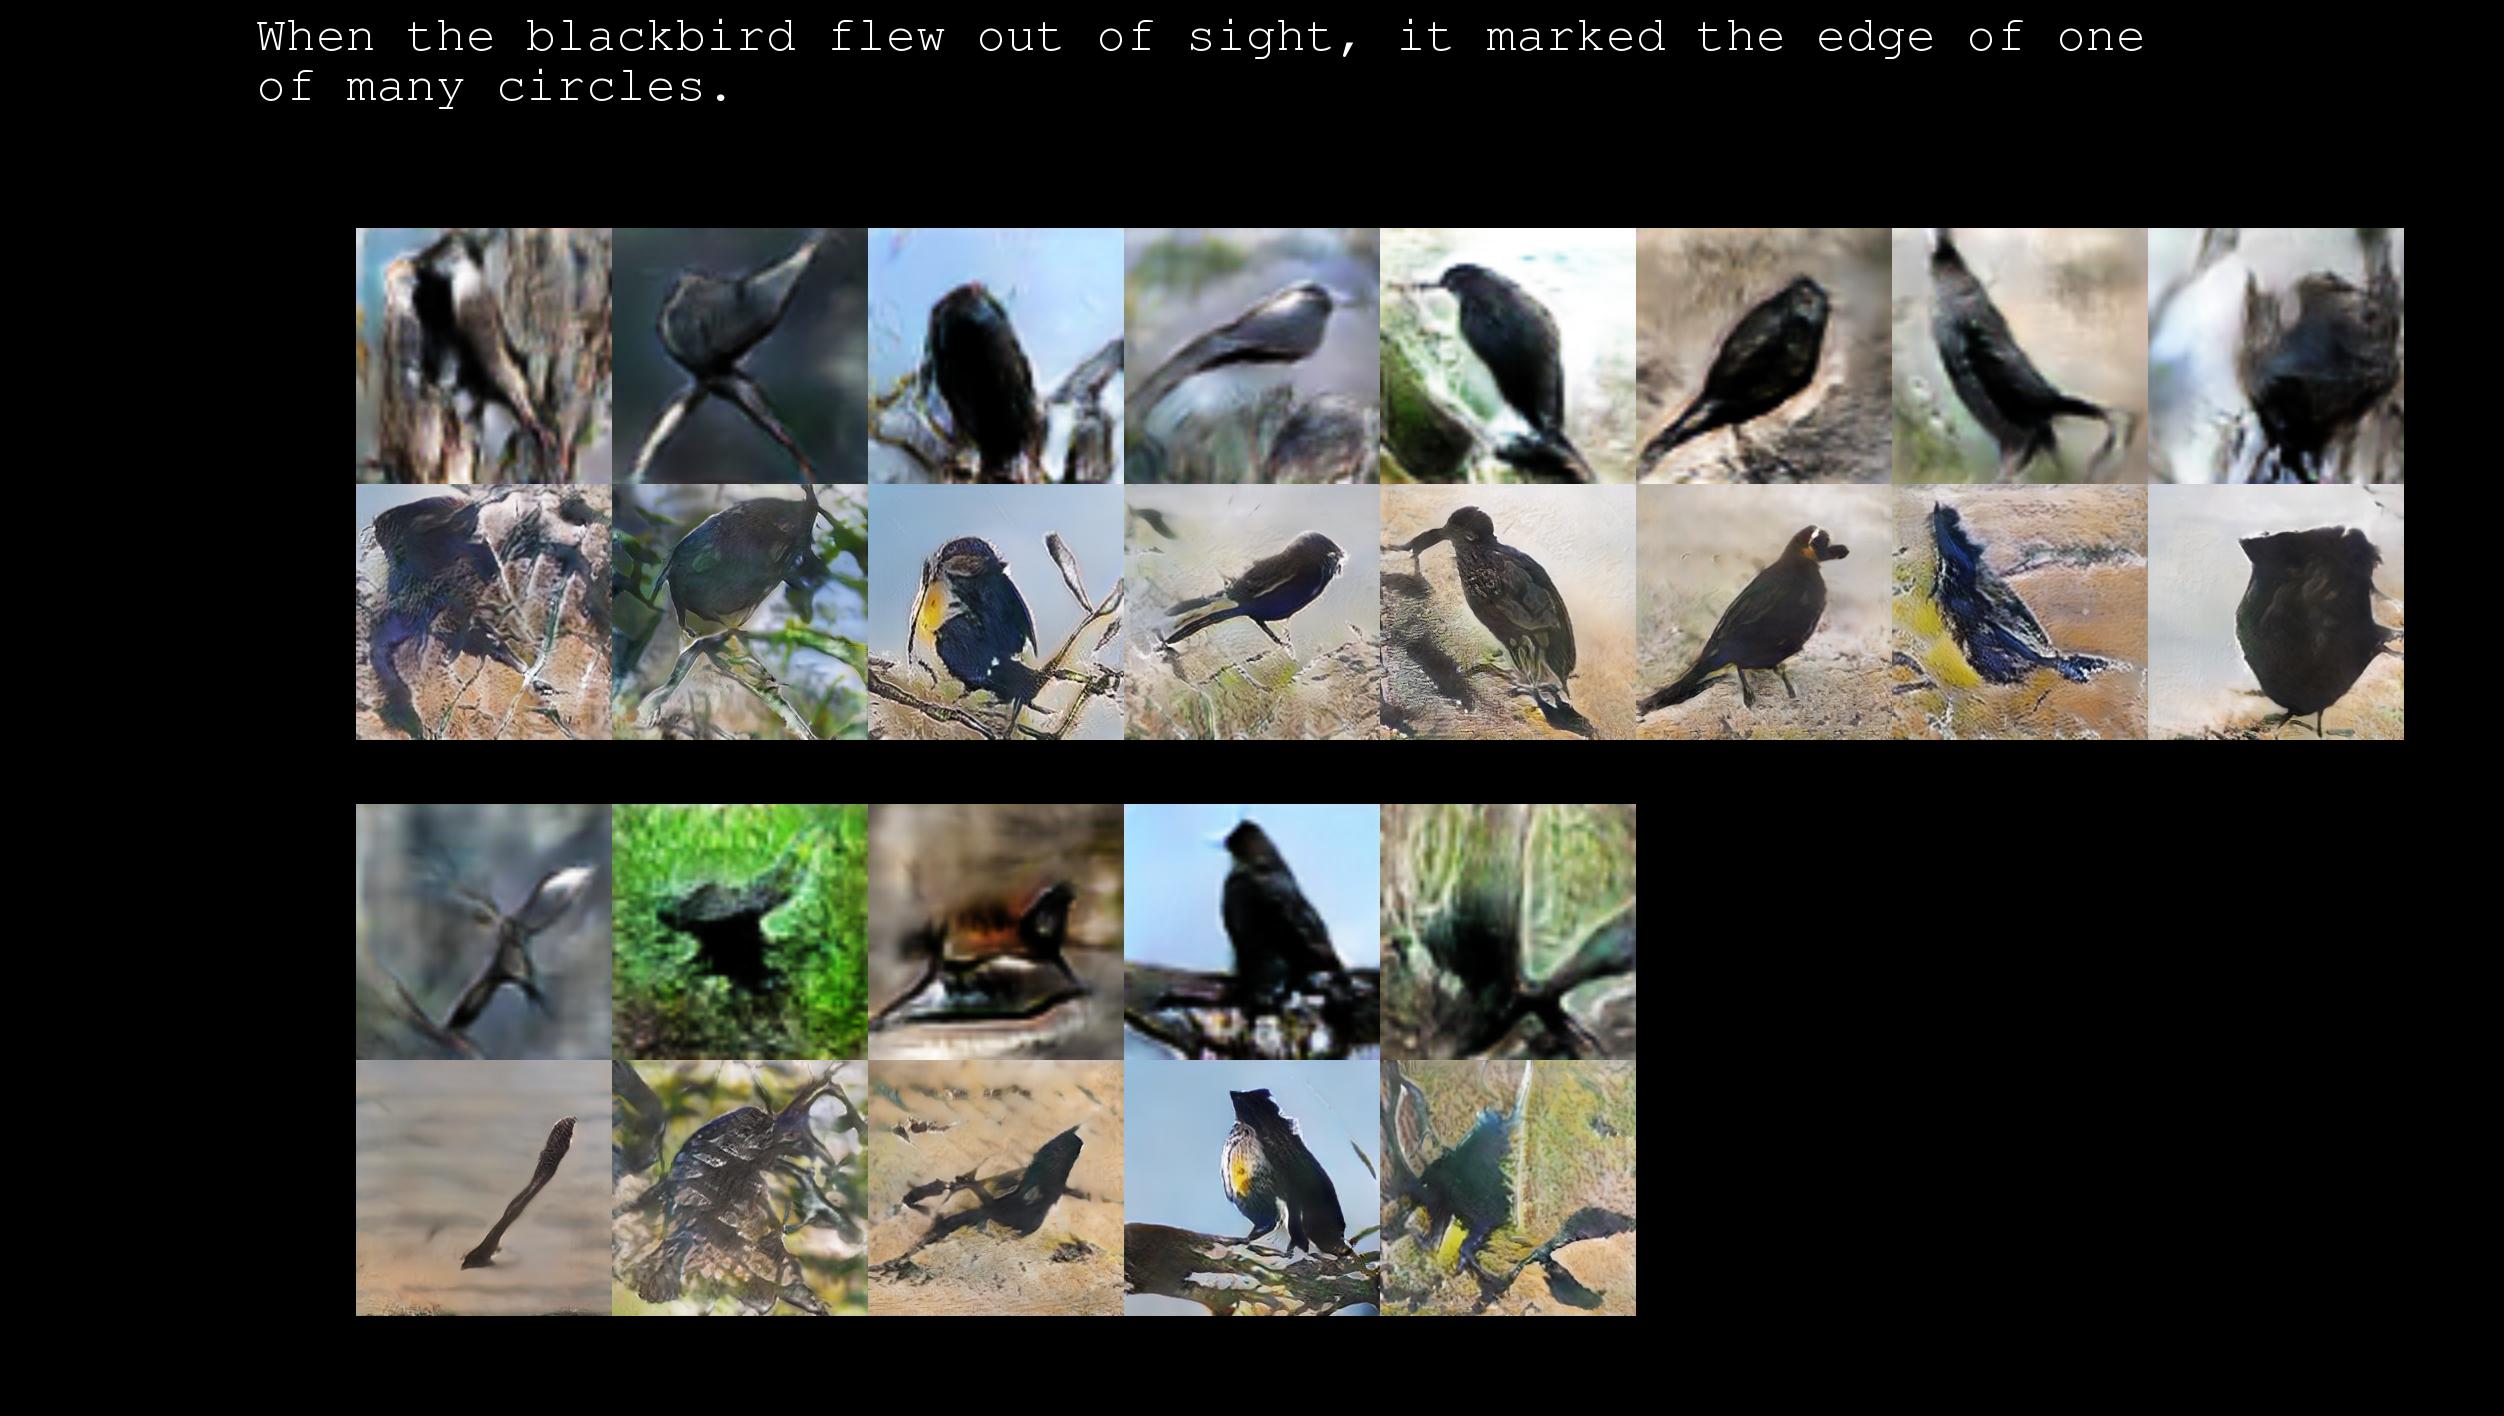 When the blackbird flew out of sight, it marked the edge of one
of many circles.